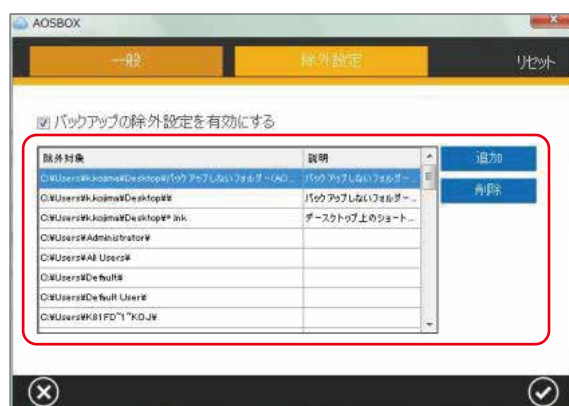 AOSBOX
一般 除外設定 リセット
バックアップの除外設定を有効にする
除外対象 説明 追加
C:¥Users¥k.kojima¥Desktop¥バックアップしないフォルダー(AO... バックアップしないフォルダー...
削除
C:¥Users¥k.kojima¥Desktop¥¥ バックアップしないフォルダー...
C:¥Users¥k.kojima¥Desktop¥*.lnk デースクトップ上のショート...
C:¥Users¥Administrator¥
C:¥Users¥All Users¥
C:¥Users¥Default¥
C:¥Users¥Default User¥
C:¥Users¥K81FD~1~KOJ¥